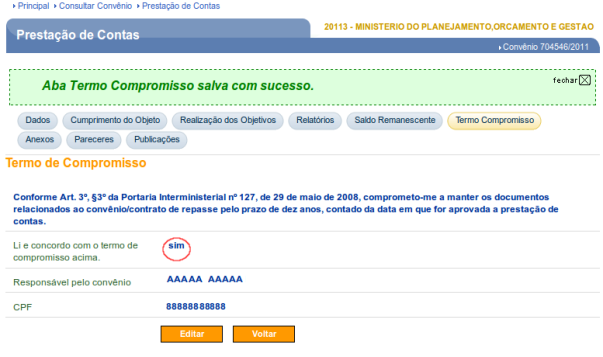 Principal Consultar Convênio Prestação de Contas
20113 - MINISTERIO DO PLANEJAMENTO,ORCAMENTO E GESTAO
Prestação de Contas
Convênio 704546/2011
fechar
Aba Termo Compromisso salva com sucesso.
Dados Cumprimento do Objeto Realização dos Objetivos Relatórios Saldo Remanescente Termo Compromisso
Anexos Pareceres Publicações
Termo de Compromisso
Conforme Art. 3º, §3º da Portaria Interministerial nº 127, de 29 de maio de 2008, comprometo-me a manter os documentos
relacionados ao convênio/contrato de repasse pelo prazo de dez anos, contado da data em que for aprovada a prestação de
contas.
Li e concordo com o termo de
compromisso acima.
sim
Responsável pelo convênio AAAAA AAAAA
CPF 88888888888
Editar Voltar